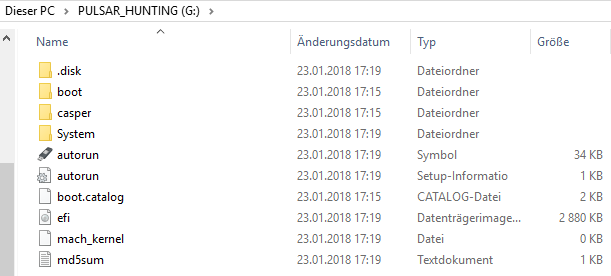 Dieser PC > PULSAR_HUNTING (G:) >
Name Änderungsdatum Typ Größe
.disk 23.01.2018 17:19 Dateiordner
boot 23.01.2018 17:15 Dateiordner
casper 23.01.2018 17:15 Dateiordner
System 23.01.2018 17:19 Dateiordner
autorun 23.01.2018 17:19 Symbol 34 KB
autorun 23.01.2018 17:19 Setup-Informatio 1 KB
boot.catalog 23.01.2018 17:15 CATALOG-Datei 2 KB
efi 23.01.2018 17:19 Datenträgerimage... 2 880 KB
mach_kernel 23.01.2018 17:19 Datei 0 KB
md5sum 23.01.2018 17:19 Textdokument 1 KB